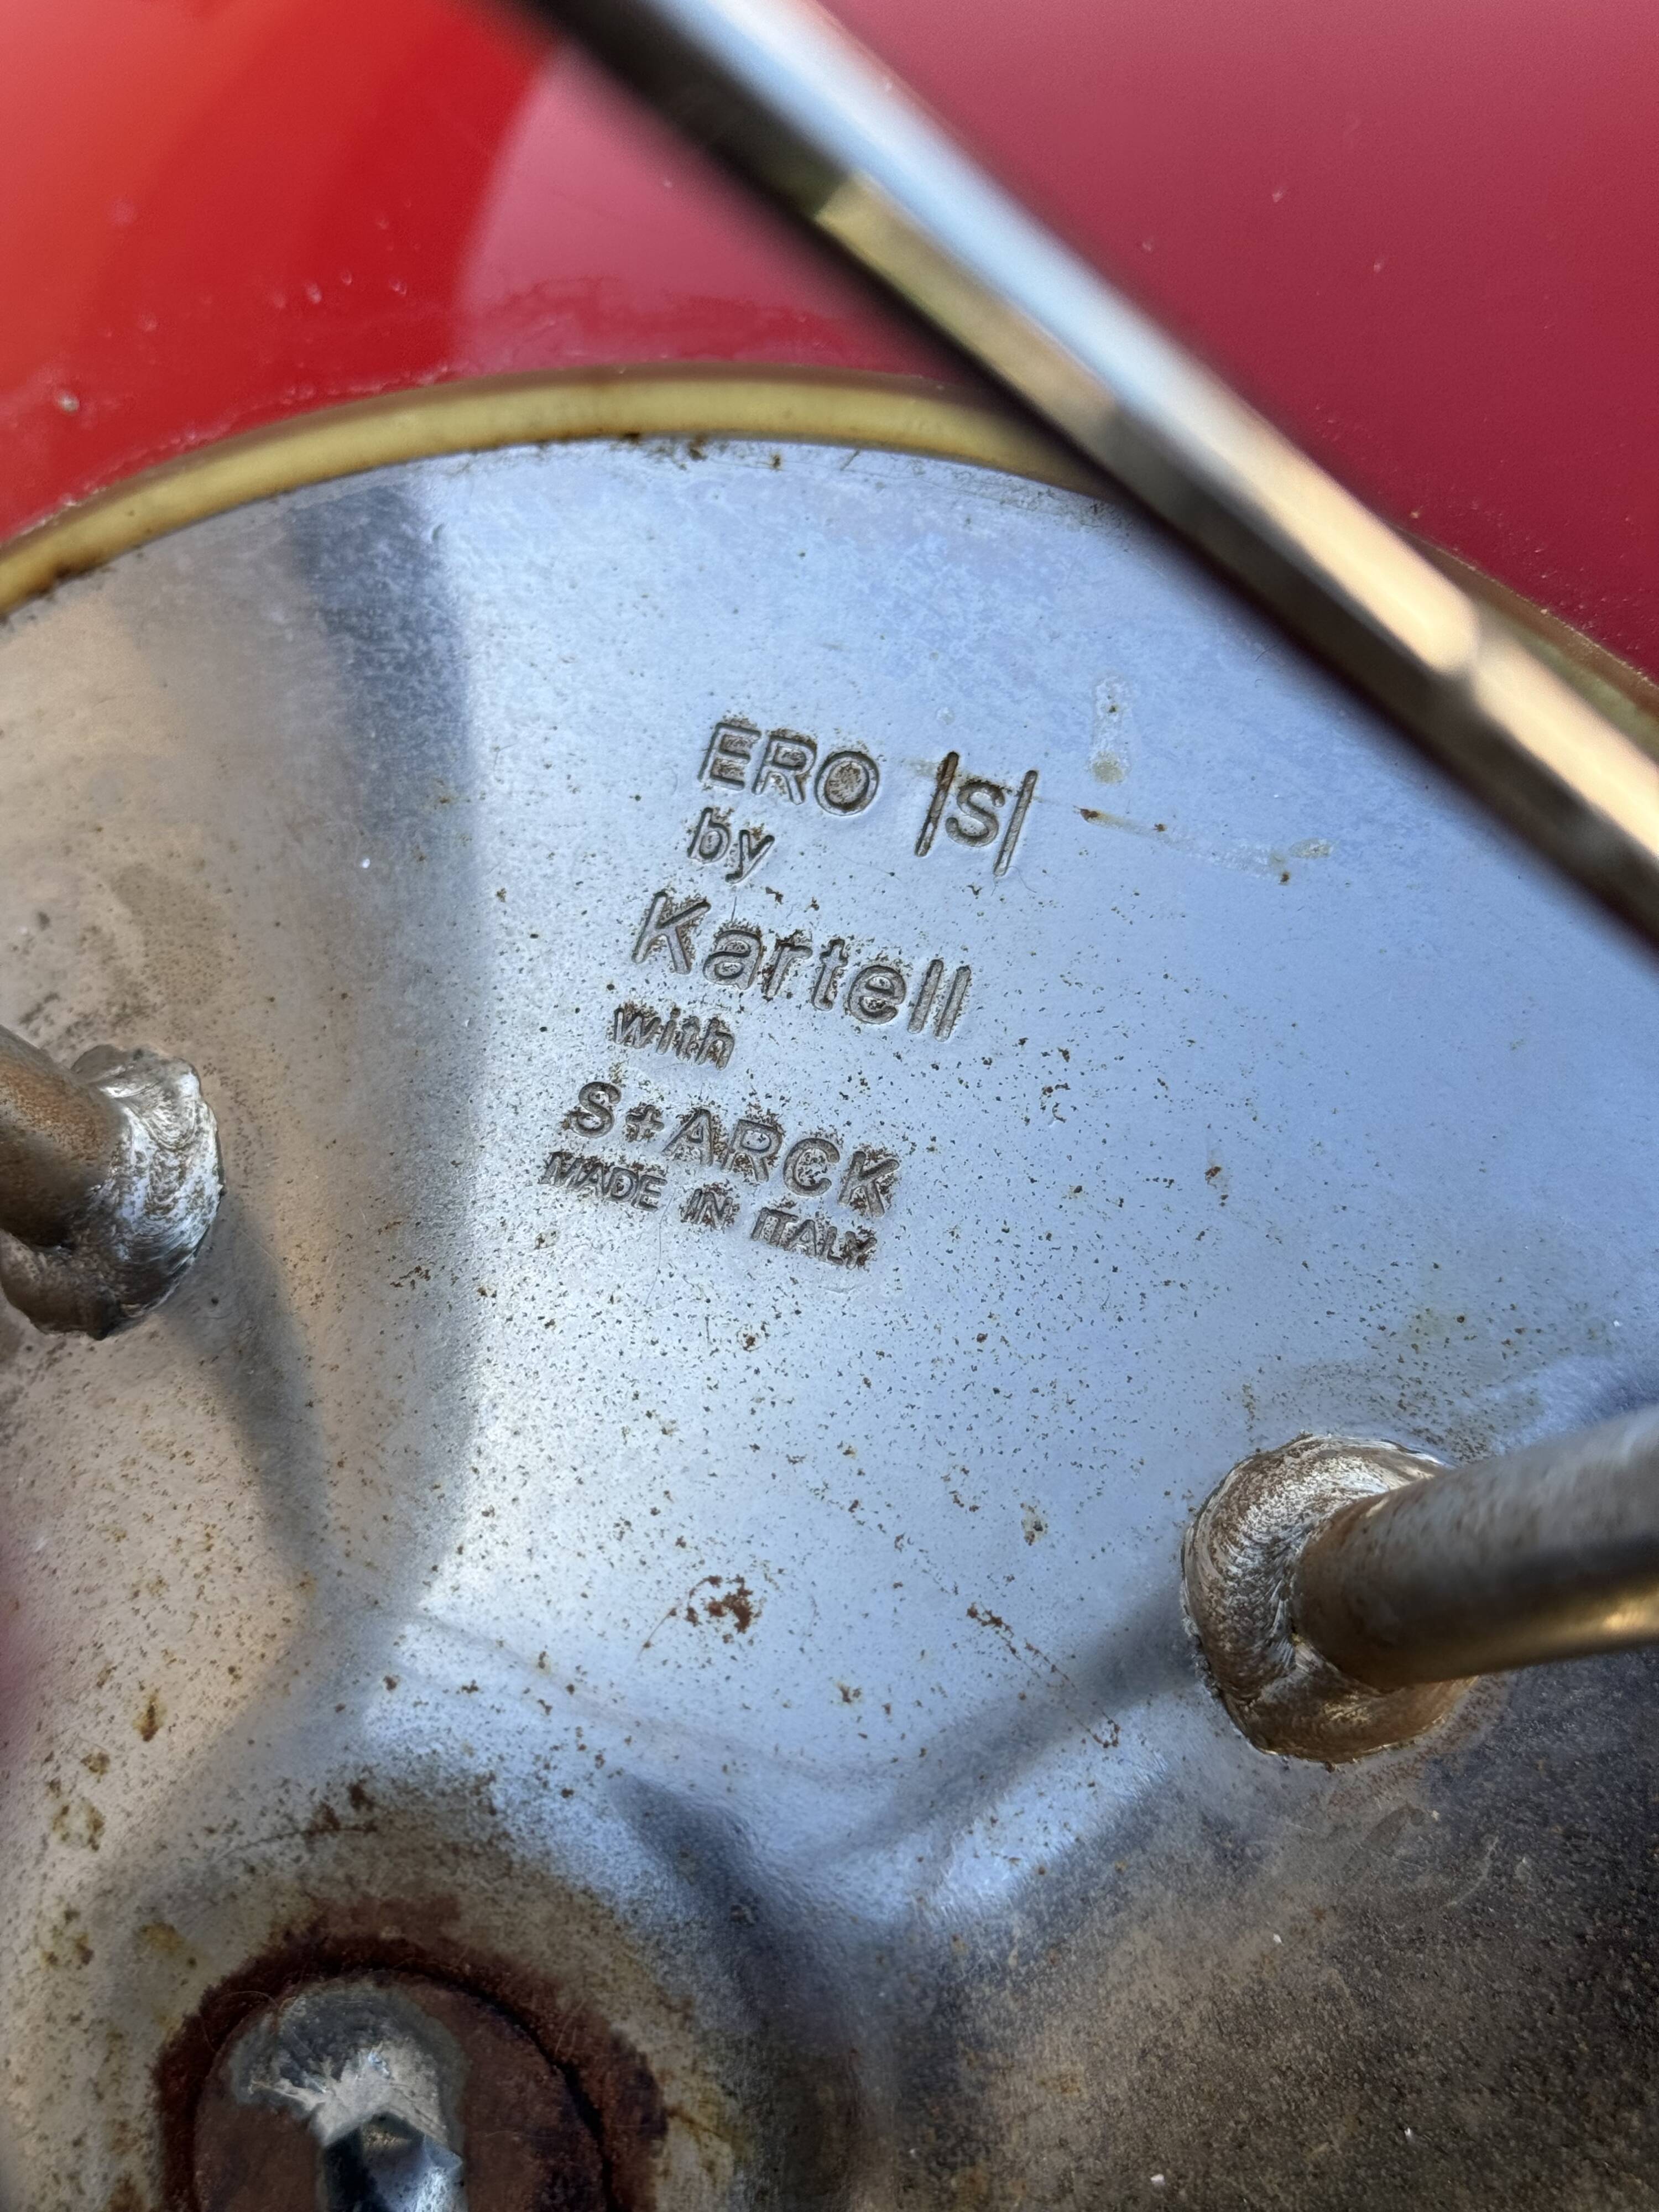 ERO |S|
by
Kartell
with
S+ARCK
MADE IN ITALY